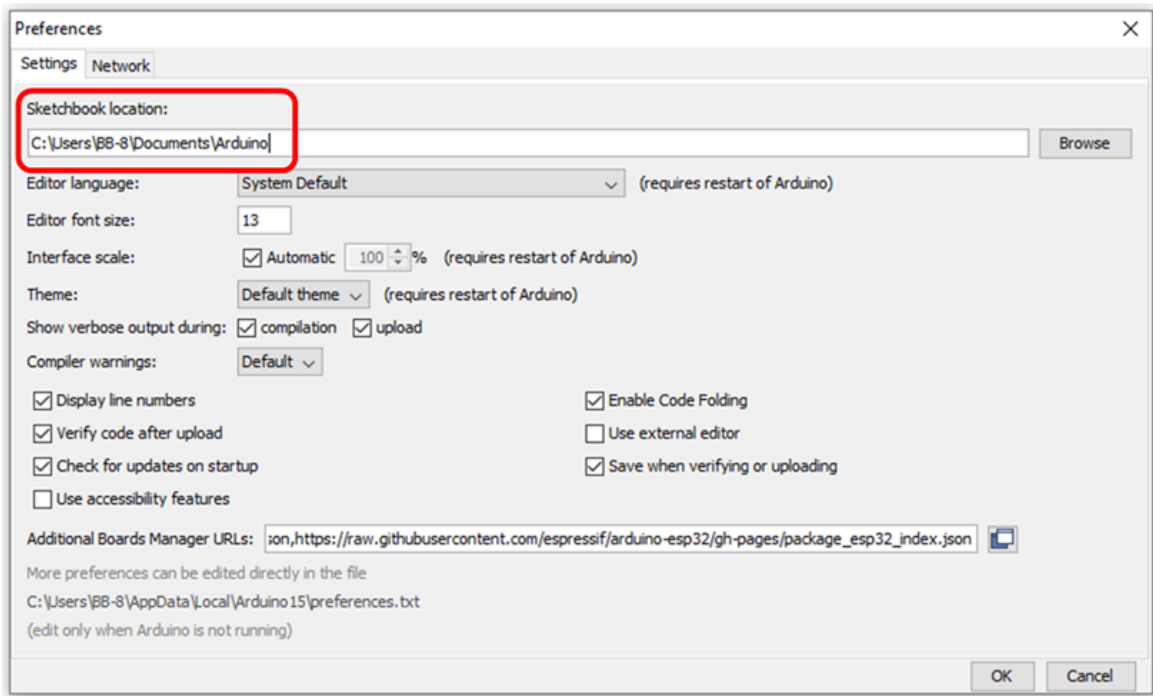 Preferences
Settings Network
Sketchbook location:
C:\Users\BB-8\Documents\Arduino Browse
Editor language: System Default (requires restart of Arduino)
Editor font size: 13
Interface scale: Automatic 100 % (requires restart of Arduino)
Theme: Default theme (requires restart of Arduino)
Show verbose output during: compilation upload
Compiler warnings: Default
Display line numbers Enable Code Folding
Verify code after upload Use external editor
Check for updates on startup Save when verifying or uploading
Use accessibility features
Additional Boards Manager URLs: son,https://raw.githubusercontent.com/espressif/arduino-esp32/gh-pages/package_esp32_index.json
More preferences can be edited directly in the file
C:\Users\BB-8\AppData\Local\Arduino15\preferences.txt
(edit only when Arduino is not running)
OK Cancel